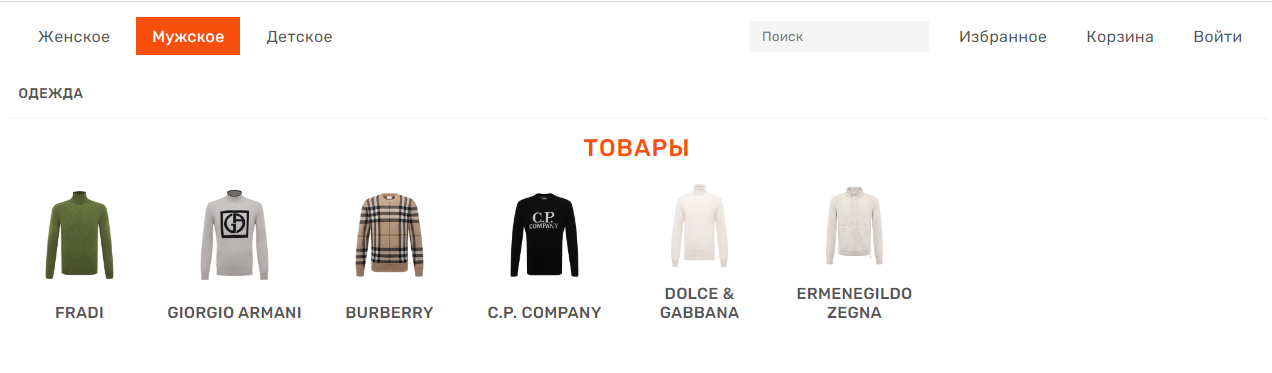 Женское Мужское Детское Поиск Избранное Корзина Войти
ОДЕЖДА
ТОВАРЫ
C.P.
COMPANY
FRADI GIORGIO ARMANI BURBERRY C.P. COMPANY
DOLCE &
GABBANA
ERMENEGILDO
ZEGNA